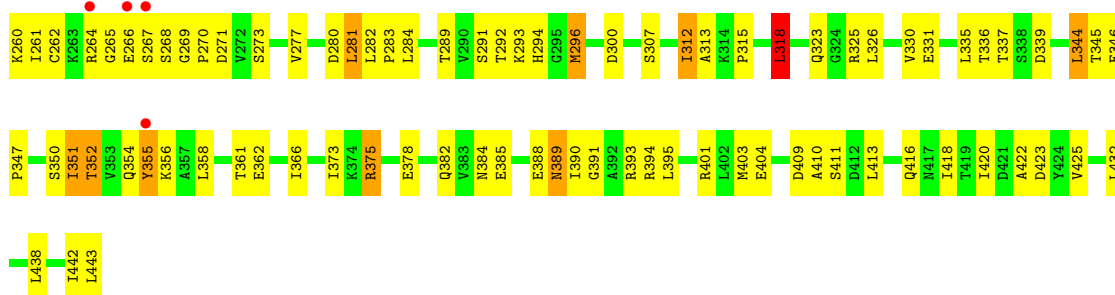 K260 I261 C262 K263 R264 G265 E266 S267 S268 G269 P270 D271 V272 S273 V277 D280 L281 L282 P283 L284 T289 V290 S291 T292 K293 H294 G295 M296 D300 S307 I312 A313 K314 P315 L318 Q323 G324 R325 L326 V330 E331 L335 T336 T337 S338 D339 L344 T345
P347 S350 I351 T352 V353 Q354 Y355 K356 A357 L358 T361 E362 I366 I373 K374 R375 E378 Q382 V383 N384 E385 E388 N389 I390 G391 A392 R393 R394 L395 R401 L402 M403 E404 D409 A410 S411 D412 L413 Q416 N417 I418 T419 I420 D421 A422 D423 Y424 V425
L438 I442 L443